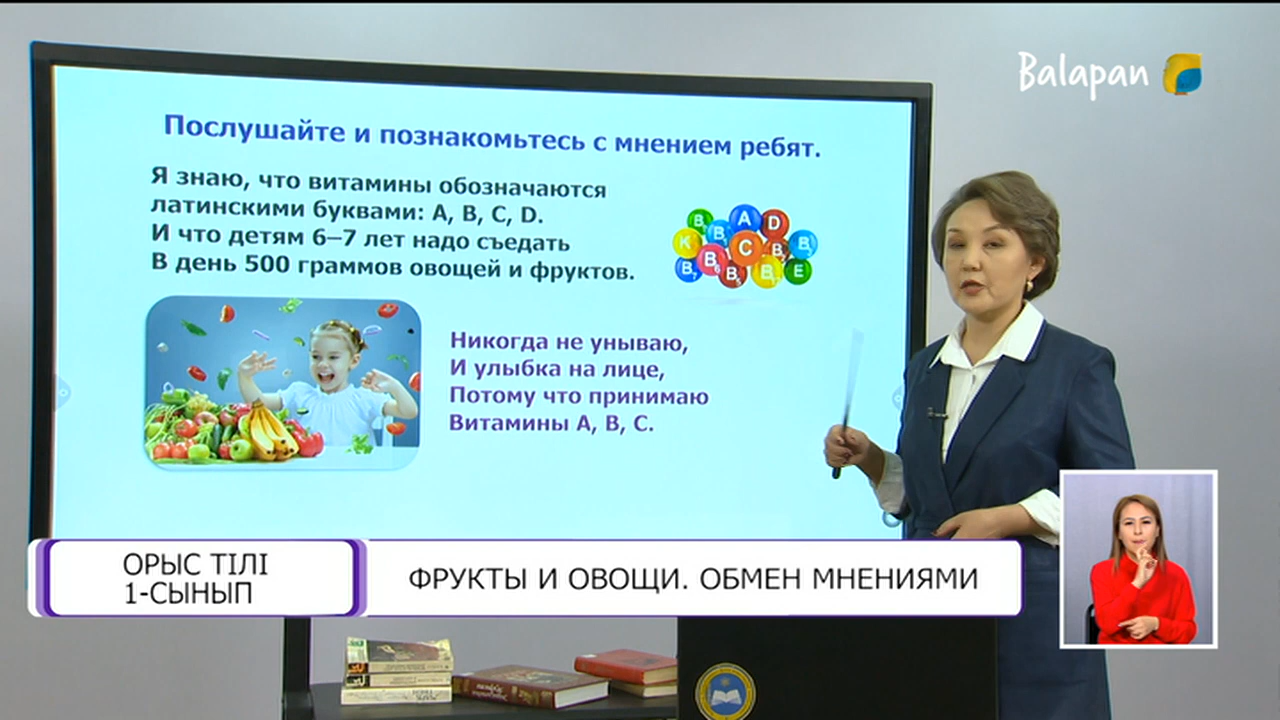 Balapan
Послушайте и познакомьтесь с мнением ребят.
Я знаю, что витамины обозначаются
латинскими буквами: А, В, С, D.
И что детям 6–7 лет надо съедать
В день 500 граммов овощей и фруктов.
Никогда не унываю,
И улыбка на лице,
Потому что принимаю
Витамины А, В, С.
ОРЫС ТІЛІ
1-СЫНЫП
ФРУКТЫ И ОВОЩИ. ОБМЕН МНЕНИЯМИ